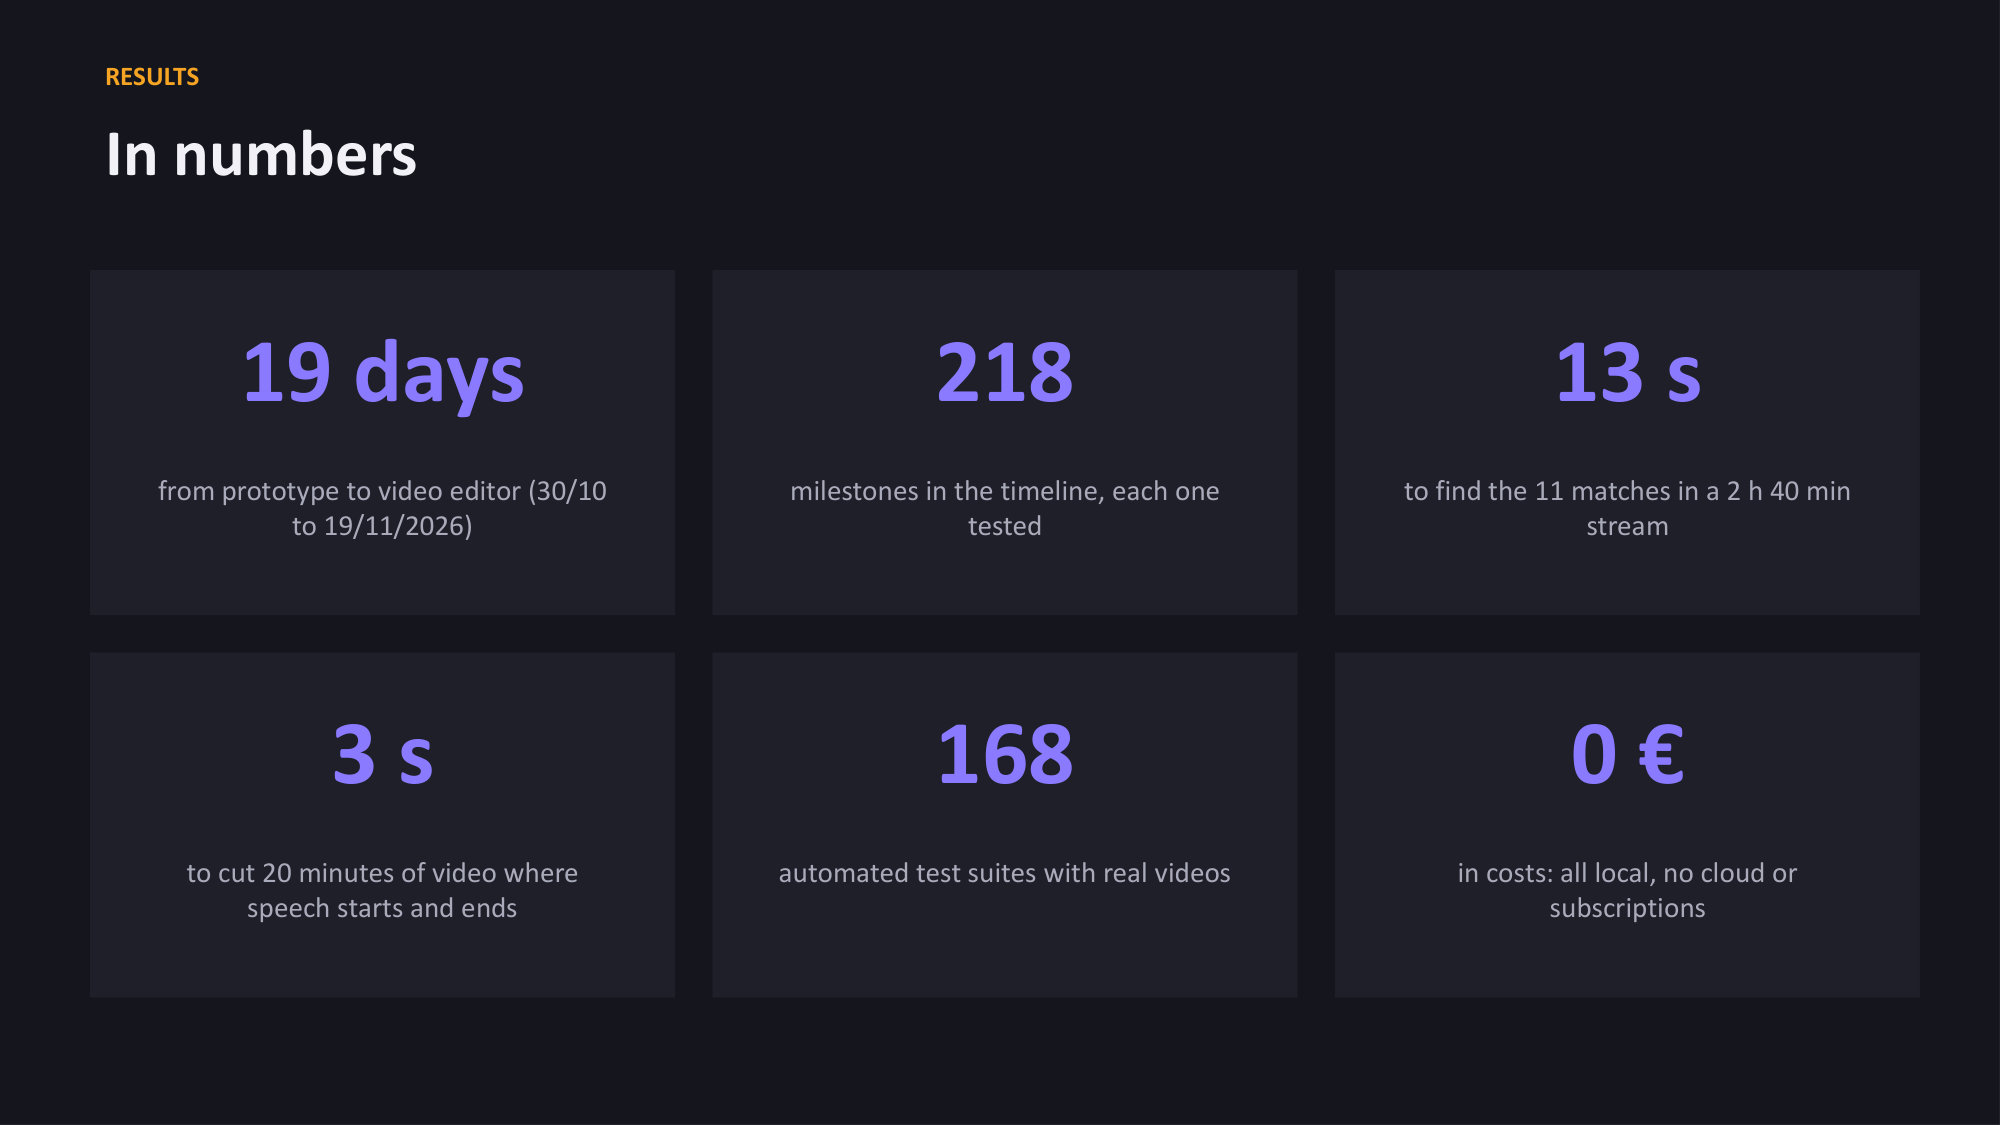 RESULTS
In numbers
19 days
from prototype to video editor (30/10
to 19/11/2026)
218
milestones in the timeline, each one
tested
13 s
to find the 11 matches in a 2 h 40 min
stream
3 s
to cut 20 minutes of video where
speech starts and ends
168
automated test suites with real videos
0 €
in costs: all local, no cloud or
subscriptions